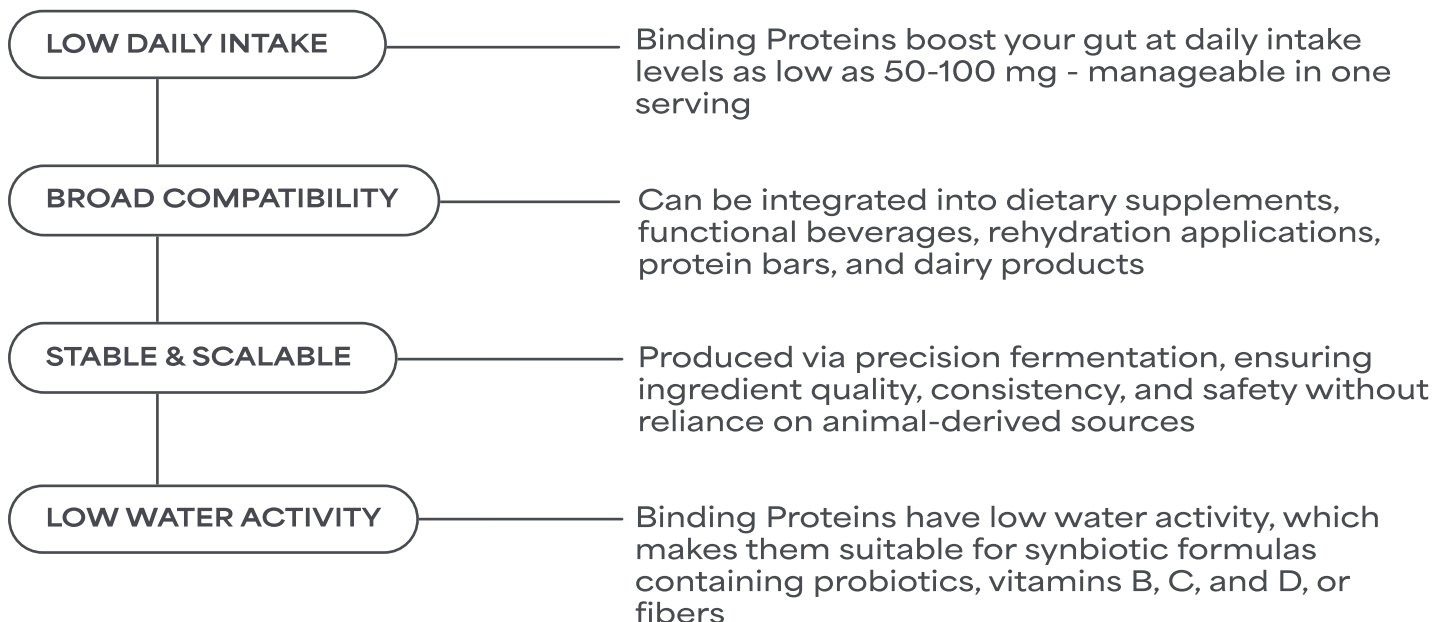 LOW DAILY INTAKE
Binding Proteins boost your gut at daily intake
levels as low as 50-100 mg - manageable in one
serving
BROAD COMPATIBILITY
Can be integrated into dietary supplements,
functional beverages, rehydration applications,
protein bars, and dairy products
STABLE & SCALABLE
Produced via precision fermentation, ensuring
ingredient quality, consistency, and safety without
reliance on animal-derived sources
LOW WATER ACTIVITY
Binding Proteins have low water activity, which
makes them suitable for synbiotic formulas
containing probiotics, vitamins B, C, and D, or
fibers